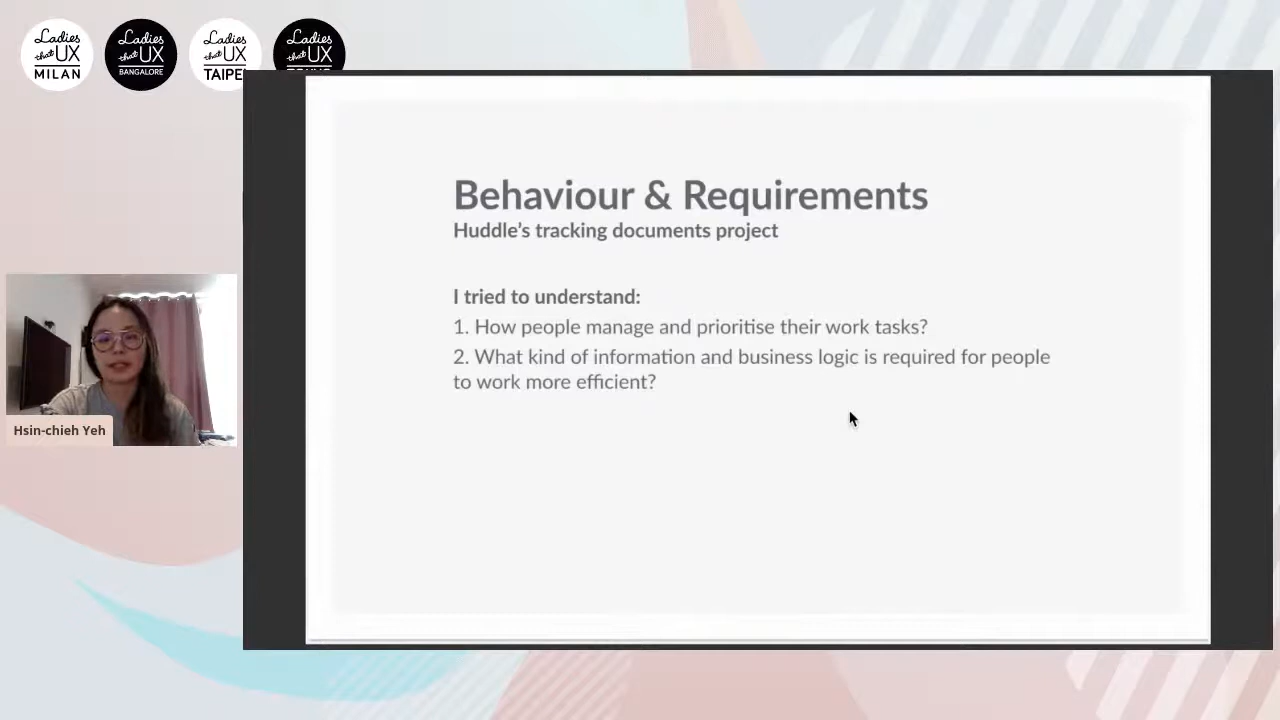 Ladies
that UX
MILAN
Ladies
that UX
BANGALORE
Ladies
that UX
Ladies
that UX
Behaviour & Requirements
Huddle’s tracking documents project
I tried to understand:
1. How people manage and prioritise their work tasks?
2. What kind of information and business logic is required for people
to work more efficient?
Hsin-chieh Yeh